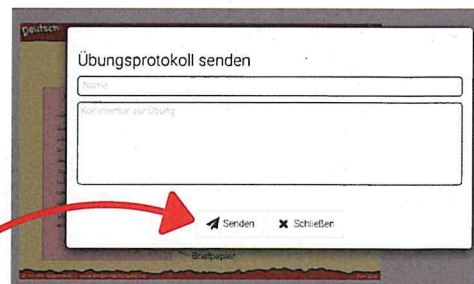 Deutsch
Übungsprotokoll senden
Name
Kommentar zur Übung
Senden
Schließen
Briefpapier